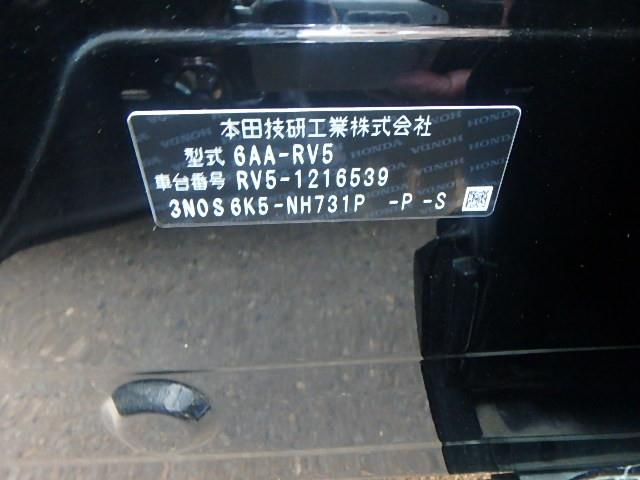 本田技研工業株式会社
型式 6AA-RV5
車台番号 RV5-1216539
3N0S6K5-NH731P -P -S